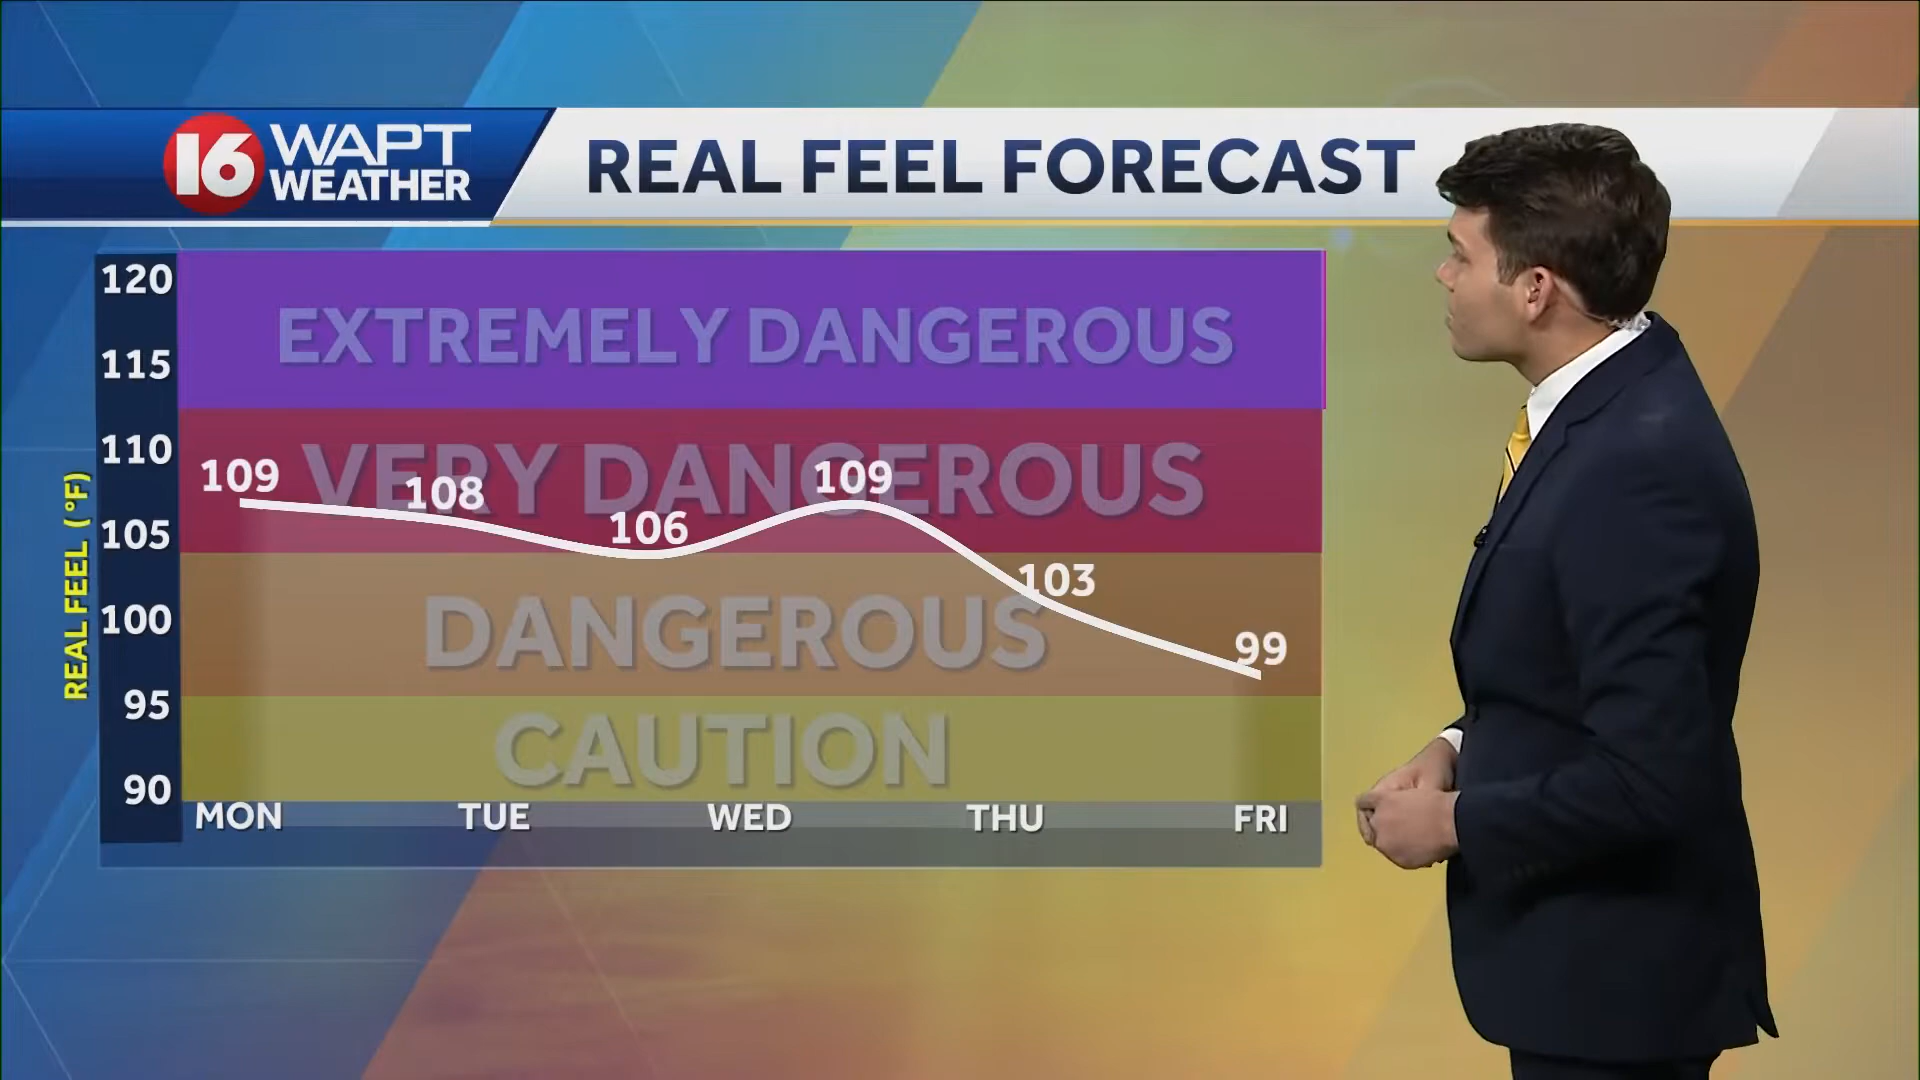 16 WAPT
WEATHER
REAL FEEL FORECAST
REAL FEEL (°F)
120
115
110
105
100
95
90
EXTREMELY DANGEROUS
VERY DANGEROUS
DANGEROUS
CAUTION
109
108
106
109
103
99
MON TUE WED THU FRI